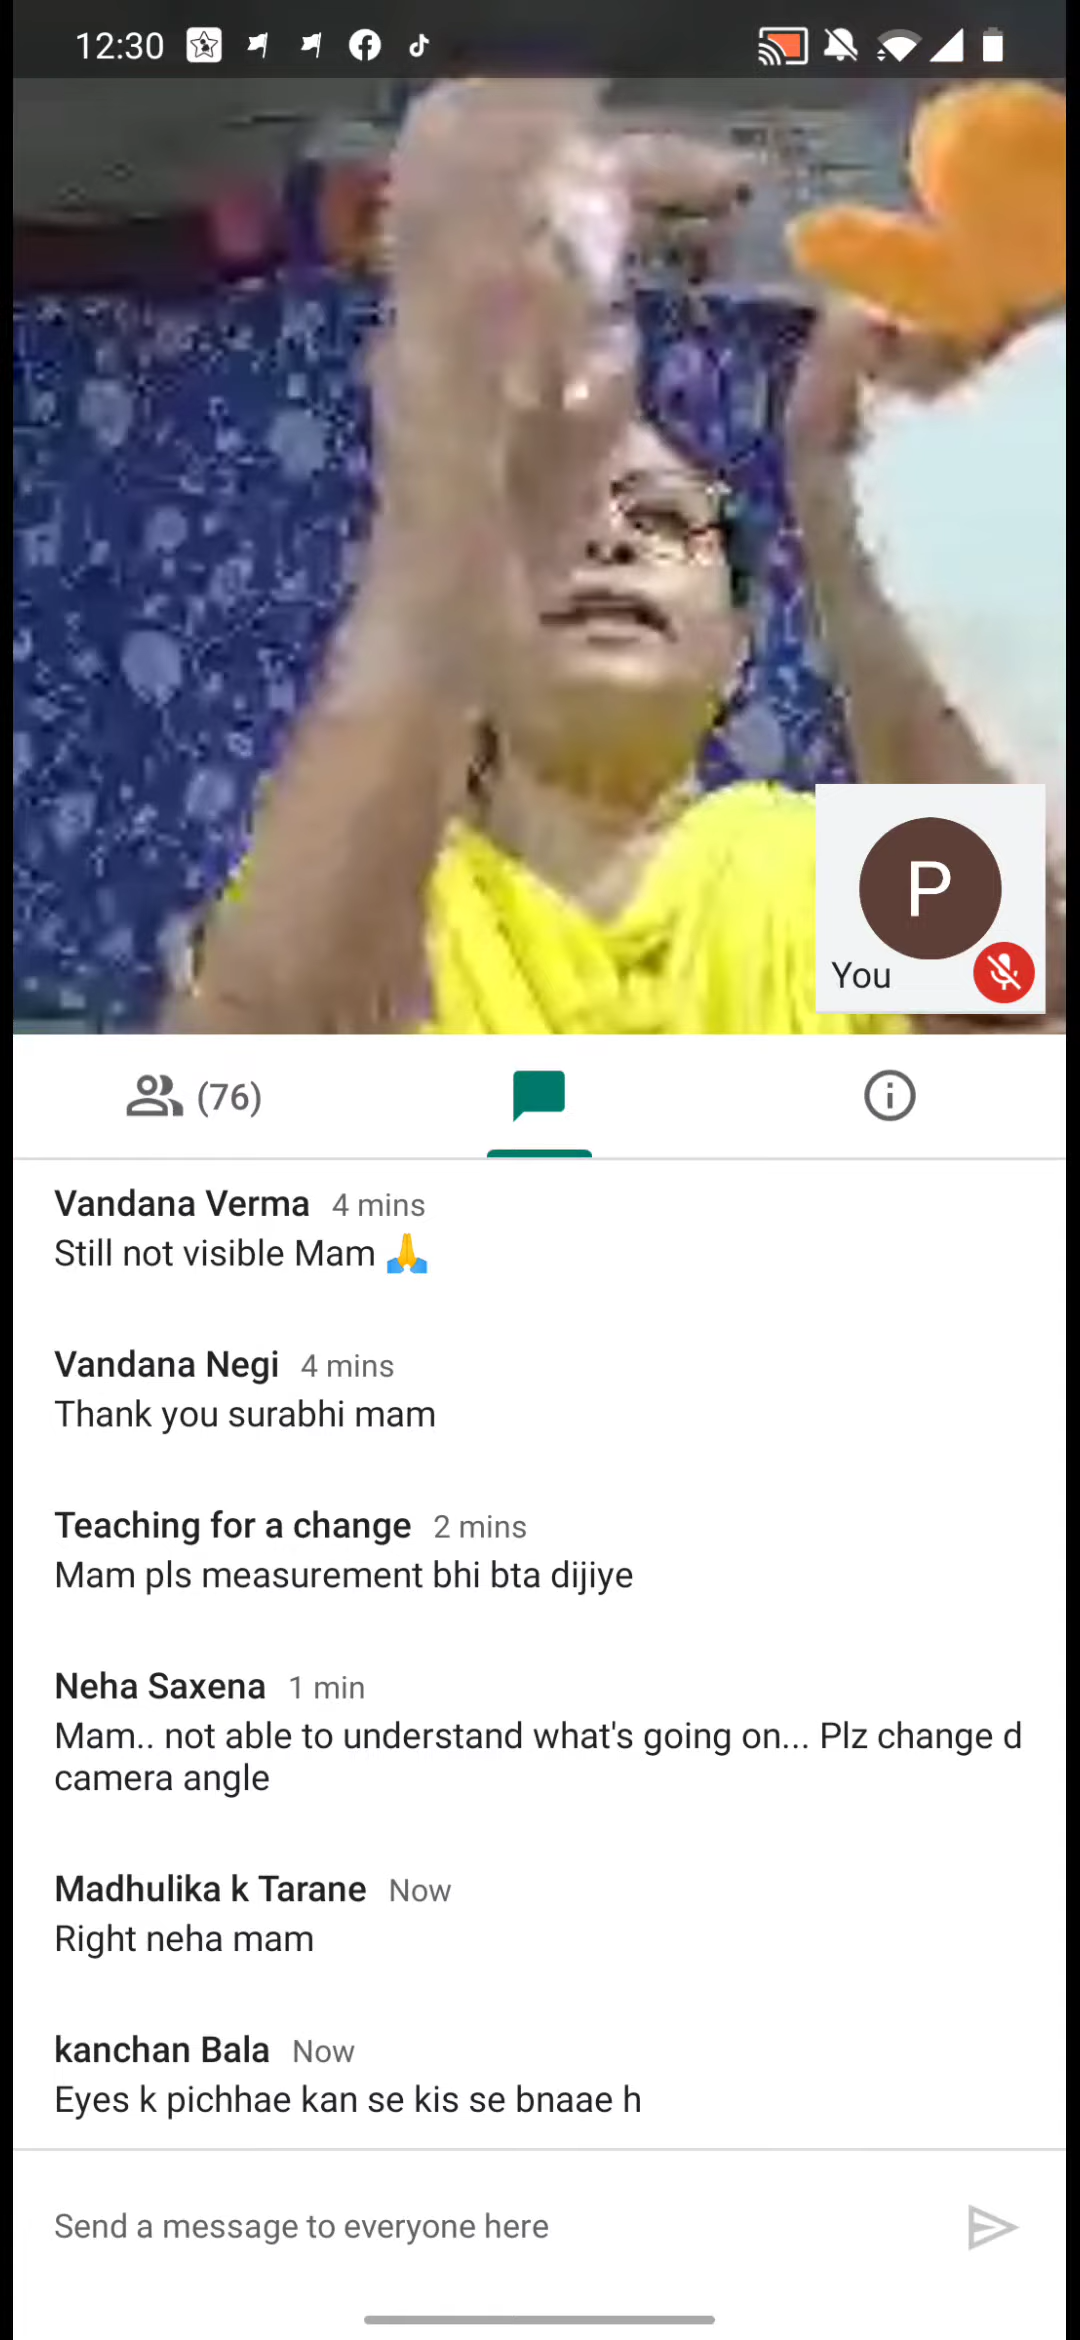 12:30
P
You
(76)
Vandana Verma 4 mins
Still not visible Mam 🙏
Vandana Negi 4 mins
Thank you surabhi mam
Teaching for a change 2 mins
Mam pls measurement bhi bta dijiye
Neha Saxena 1 min
Mam.. not able to understand what's going on... Plz change d
camera angle
Madhulika k Tarane Now
Right neha mam
kanchan Bala Now
Eyes k pichhae kan se kis se bnaae h
Send a message to everyone here